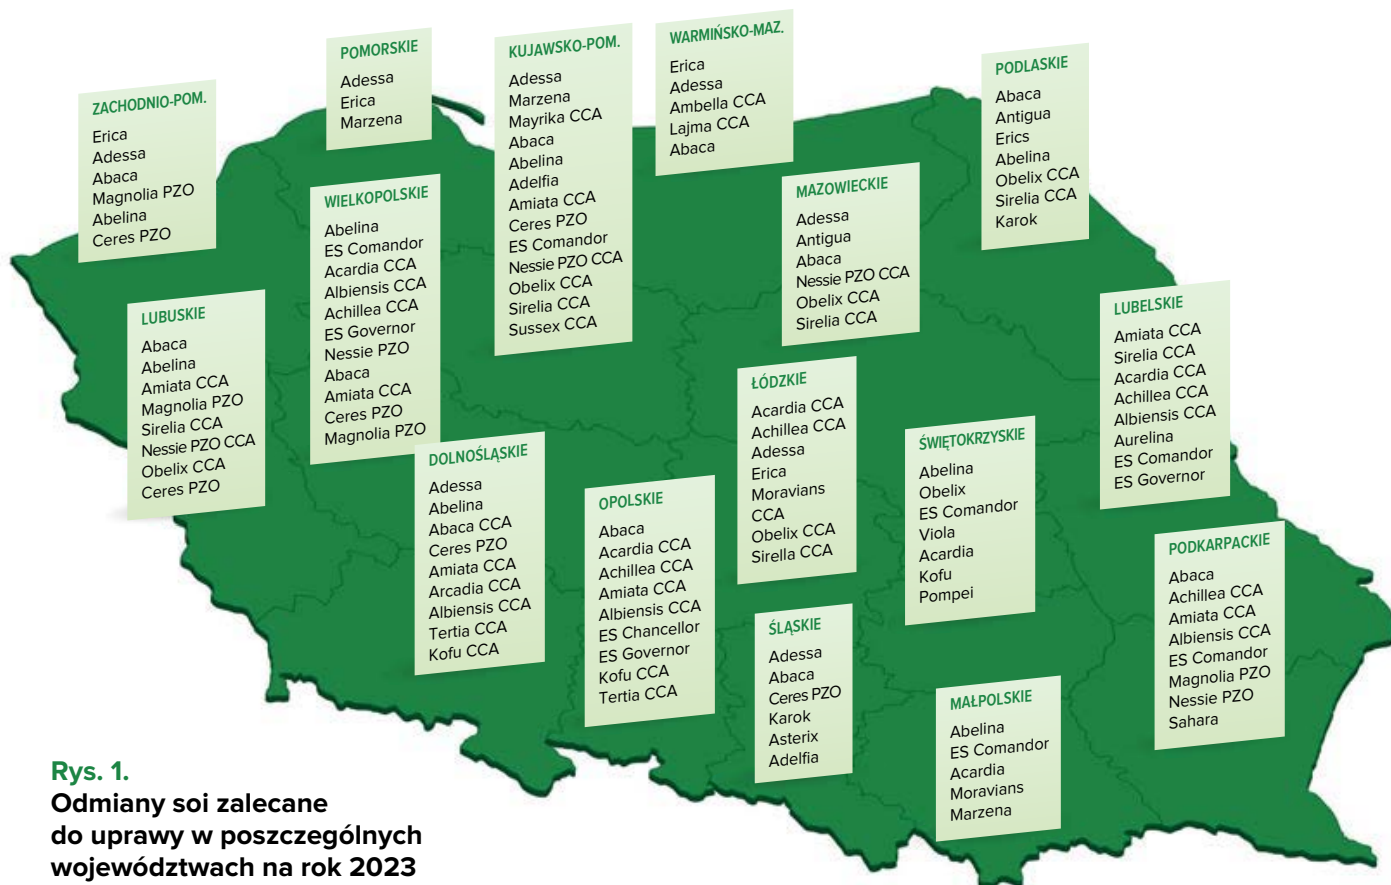 ZACHODNIO-POM.
Erica
Adessa
Abaca
Magnolia PZO
Abelina
Ceres PZO
POMORSKIE
Adessa
Erica
Marzena
KUJAWSKO-POM.
Adessa
Marzena
Mayrika CCA
Abaca
Abelina
Adelfia
Amiata CCA
Ceres PZO
ES Comandor
Nessie PZO CCA
Obelix CCA
Sirelia CCA
Sussex CCA
WARMIŃSKO-MAZ.
Erica
Adessa
Ambella CCA
Lajma CCA
Abaca
PODLASKIE
Abaca
Antigua
Erics
Abelina
Obelix CCA
Sirelia CCA
Karok
WIELKOPOLSKIE
Abelina
ES Comandor
Acardia CCA
Albiensis CCA
Achillea CCA
ES Governor
Nessie PZO
Abaca
Amiata CCA
Ceres PZO
Magnolia PZO
MAZOWIECKIE
Adessa
Antigua
Abaca
Nessie PZO CCA
Obelix CCA
Sirelia CCA
LUBUSKIE
Abaca
Abelina
Amiata CCA
Magnolia PZO
Sirelia CCA
Nessie PZO CCA
Obelix CCA
Ceres PZO
LUBELSKIE
Amiata CCA
Sirelia CCA
Acardia CCA
Achillea CCA
Albiensis CCA
Aurelina
ES Comandor
ES Governor
ŁÓDZKIE
Acardia CCA
Achillea CCA
Adessa
Erica
Moravians
CCA
Obelix CCA
Sirella CCA
DOLNOŚLĄSKIE
Adessa
Abelina
Abaca CCA
Ceres PZO
Amiata CCA
Arcadia CCA
Albiensis CCA
Tertia CCA
Kofu CCA
OPOLSKIE
Abaca
Acardia CCA
Achillea CCA
Amiata CCA
Albiensis CCA
ES Chancellor
ES Governor
Kofu CCA
Tertia CCA
ŚWIĘTOKRZYSKIE
Abelina
Obelix
ES Comandor
Viola
Acardia
Kofu
Pompei
PODKARPACKIE
Abaca
Achillea CCA
Amiata CCA
Albiensis CCA
ES Comandor
Magnolia PZO
Nessie PZO
Sahara
ŚLĄSKIE
Adessa
Abaca
Ceres PZO
Karok
Asterix
Adelfia
MAŁPOLSKIE
Abelina
ES Comandor
Acardia
Moravians
Marzena
Rys. 1.
Odmiany soi zalecane
do uprawy w poszczególnych
województwach na rok 2023